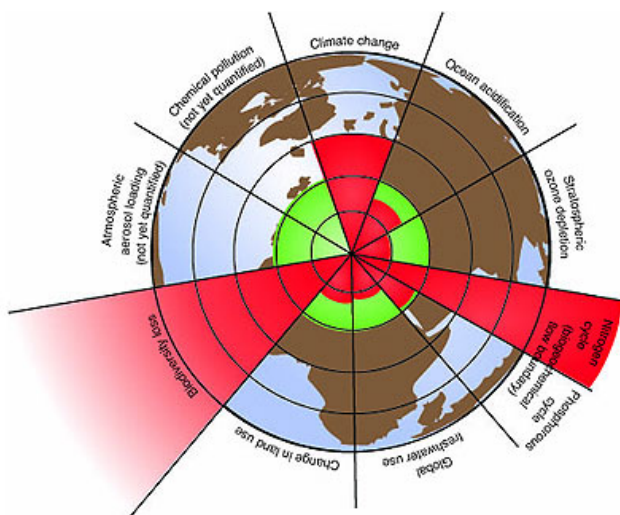 Climate change
Ocean acidification
Stratospheric
ozone depletion
Nitrogen
cycle
(biogeochemical
flow boundary)
Phosphorous
cycle
Global
freshwater use
Change in land use
Biodiversity loss
Atmospheric
aerosol loading
(not yet quantified)
Chemical pollution
(not yet quantified)